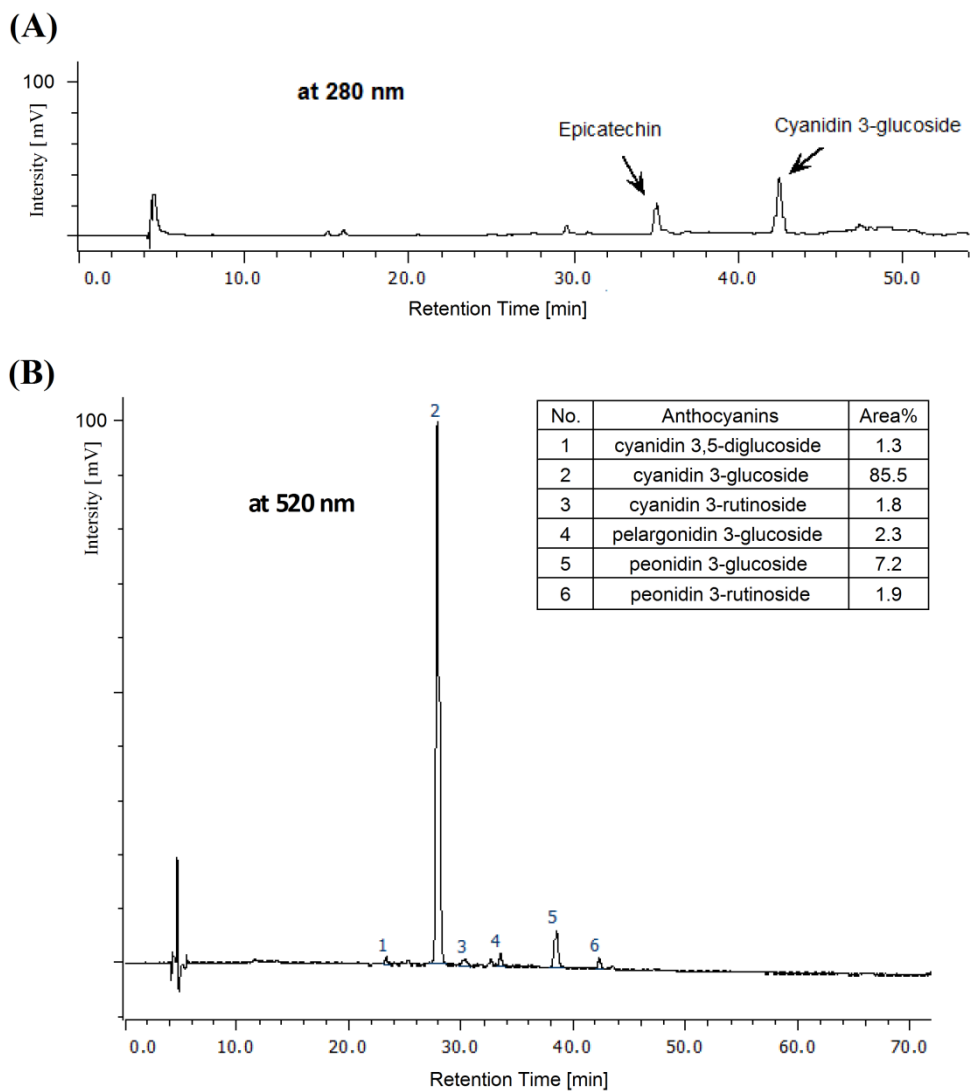 (A)
100
at 280 nm
Intersity [ mV]
Epicatechin
Cyanidin 3-glucoside
0.0 10.0 20.0 30.0 40.0 50.0
Retention Time [min]
(B)
100
2
at 520 nm
Intersity [ mV]
No. Anthocyanins Area%
1 cyanidin 3,5-diglucoside 1.3
2 cyanidin 3-glucoside 85.5
3 cyanidin 3-rutinoside 1.8
4 pelargonidin 3-glucoside 2.3
5 peonidin 3-glucoside 7.2
6 peonidin 3-rutinoside 1.9
1 3 4 5 6
0.0 10.0 20.0 30.0 40.0 50.0 60.0 70.0
Retention Time [min]